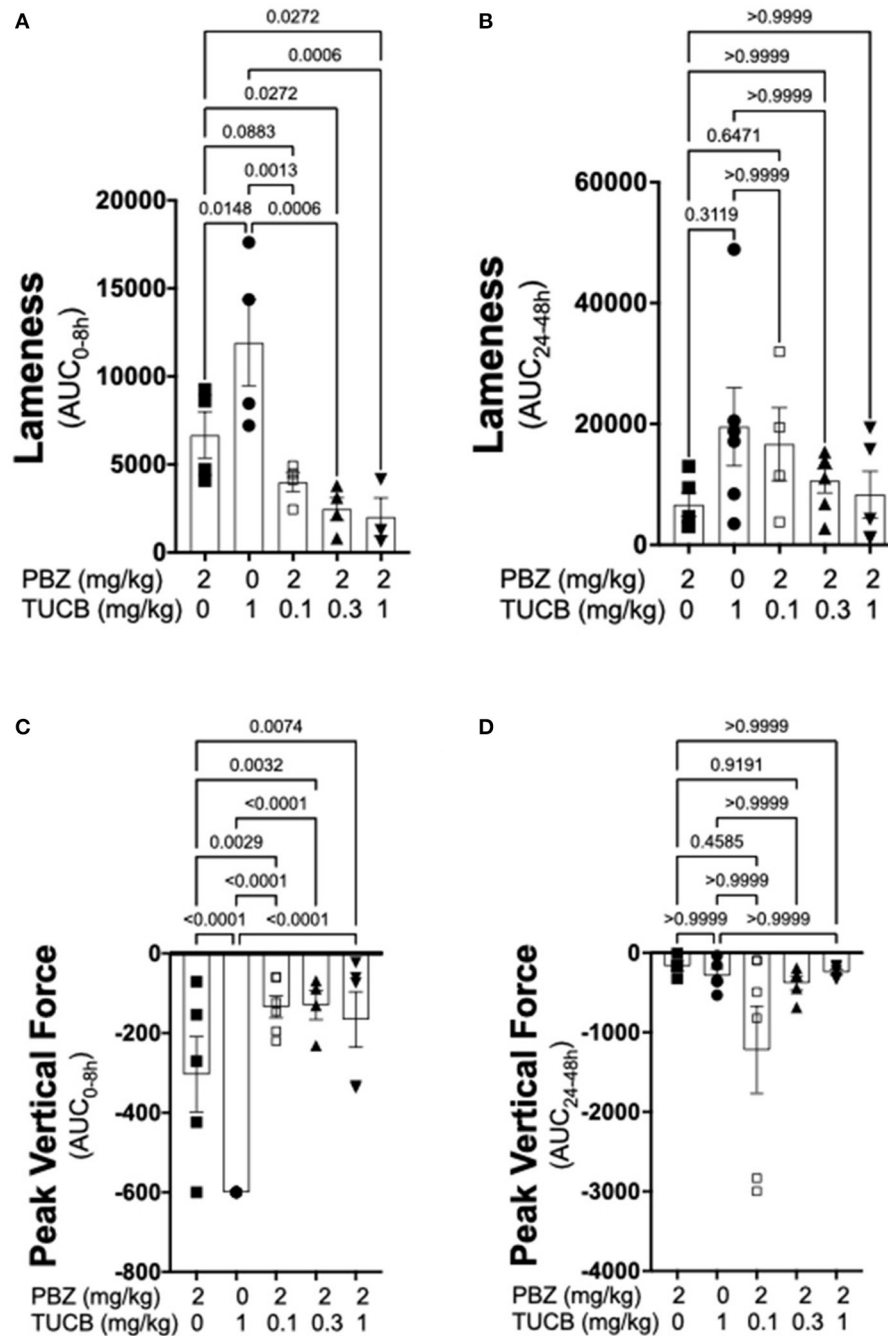 A
0.0272
0.0006
0.0272
0.0883
0.0013
0.0148 0.0006
20000
15000
10000
5000
0
Lameness
(AUC0-8h)
PBZ (mg/kg) 2 0 2 2 2
TUCB (mg/kg) 0 1 0.1 0.3 1
B
>0.9999
>0.9999
>0.9999
0.6471
>0.9999
0.3119
60000
40000
20000
0
Lameness
(AUC24-48h)
PBZ (mg/kg) 2 0 2 2 2
TUCB (mg/kg) 0 1 0.1 0.3 1
C
0.0074
0.0032
<0.0001
0.0029
<0.0001
<0.0001 <0.0001
0
-200
-400
-600
-800
Peak Vertical Force
(AUC0-8h)
PBZ (mg/kg) 2 0 2 2 2
TUCB (mg/kg) 0 1 0.1 0.3 1
D
>0.9999
0.9191
>0.9999
0.4585
>0.9999
>0.9999 >0.9999
0
-1000
-2000
-3000
-4000
Peak Vertical Force
(AUC24-48h)
PBZ (mg/kg) 2 0 2 2 2
TUCB (mg/kg) 0 1 0.1 0.3 1